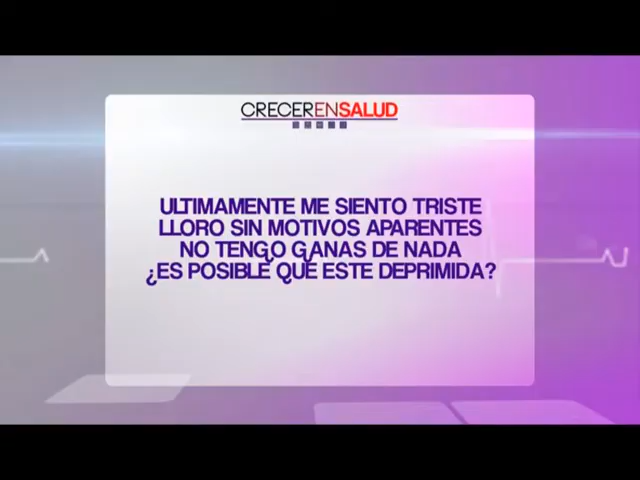 CRECERENSALUD
ULTIMAMENTE ME SIENTO TRISTE
LLORO SIN MOTIVOS APARENTES
NO TENGO GANAS DE NADA
¿ES POSIBLE QUE ESTE DEPRIMIDA?